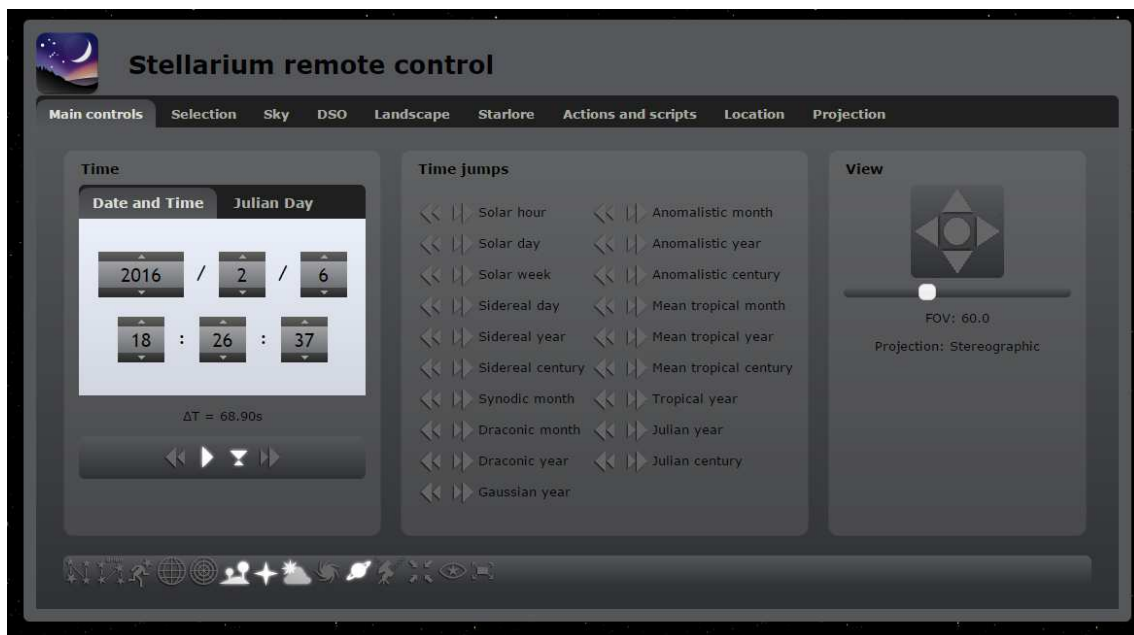 Stellarium remote control
Main controls Selection Sky DSO Landscape Starlore Actions and scripts Location Projection
Time
Date and Time Julian Day
2016 / 2 / 6
18 : 26 : 37
ΔT = 68.90s
Time jumps
Solar hour Anomalistic month
Solar day Anomalistic year
Solar week Anomalistic century
Sidereal day Mean tropical month
Sidereal year Mean tropical year
Sidereal century Mean tropical century
Synodic month Tropical year
Draconic month Julian year
Draconic year Julian century
Gaussian year
View
FOV: 60.0
Projection: Stereographic